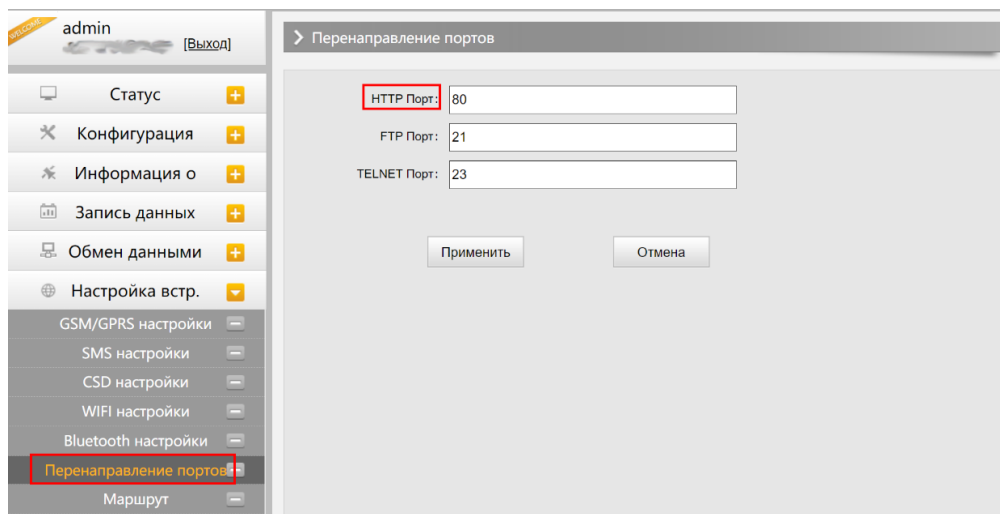 WELCOME
admin
[Выход]
Перенаправление портов
Статус
Конфигурация
Информация о
Запись данных
Обмен данными
Настройка встр.
GSM/GPRS настройки
SMS настройки
CSD настройки
WIFI настройки
Bluetooth настройки
Перенаправление портов
Маршрут
HTTP Порт: 80
FTP Порт: 21
TELNET Порт: 23
Применить Отмена